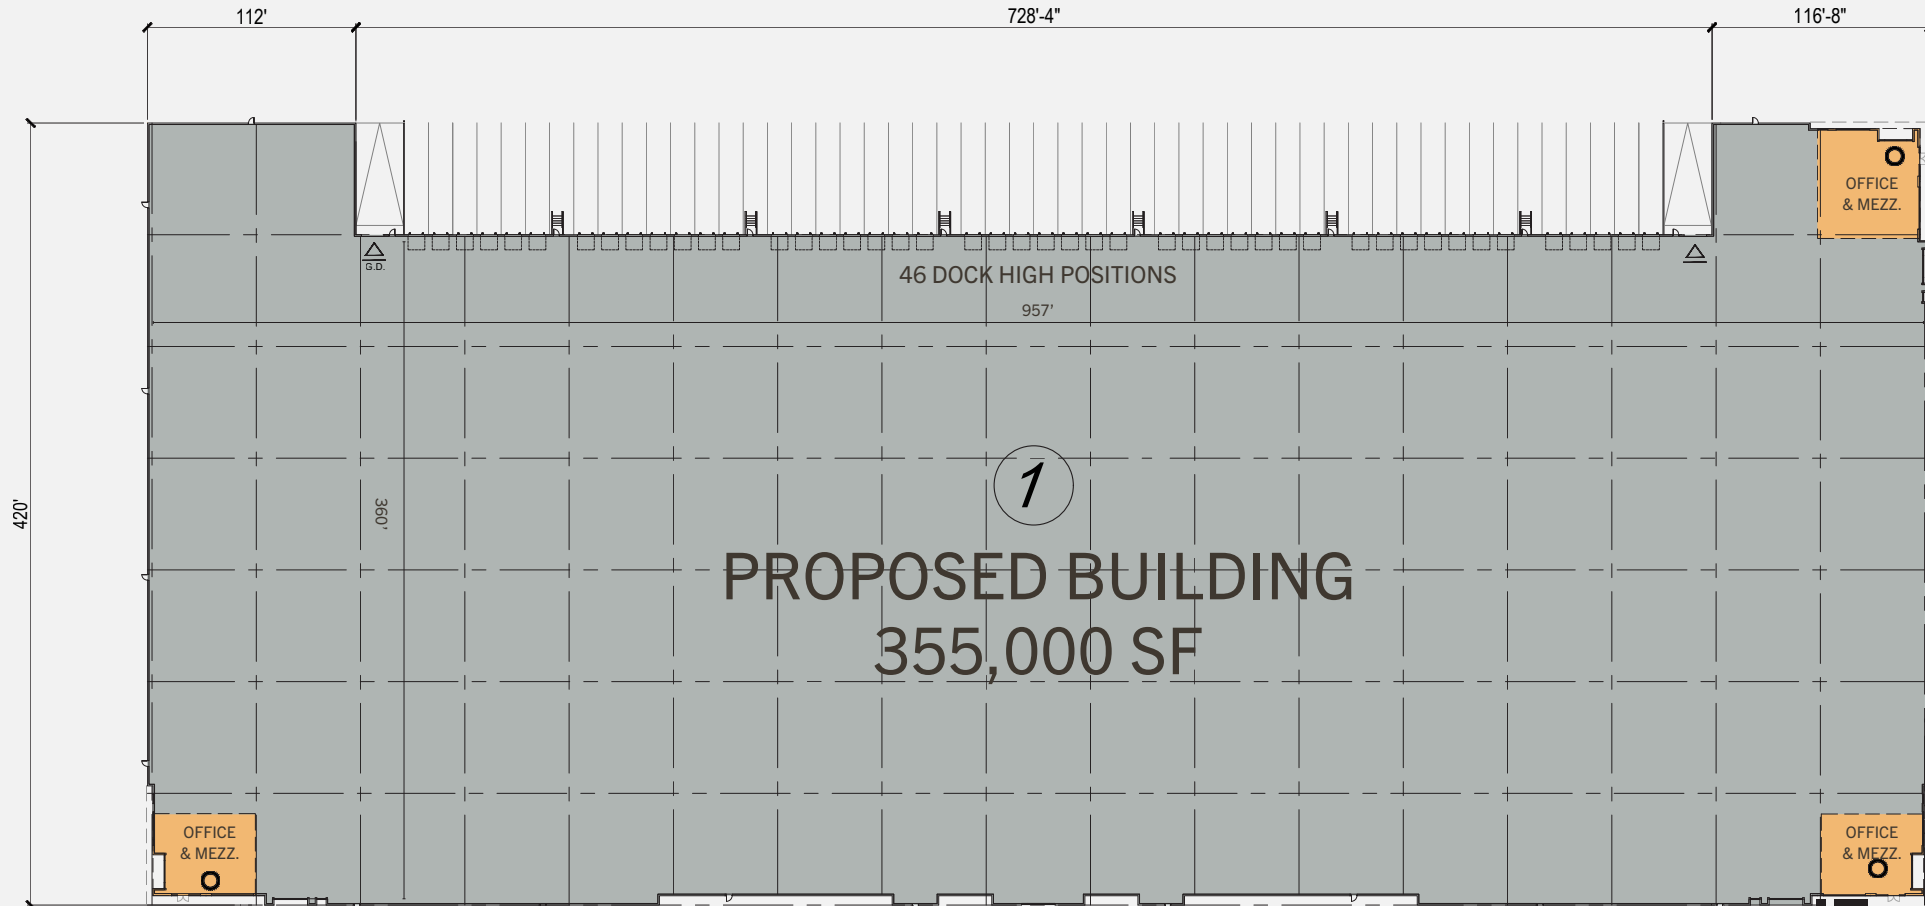 112'
728'-4"
116'-8"
OFFICE
& MEZZ.
G.D.
46 DOCK HIGH POSITIONS
957'
420'
360'
1
PROPOSED BUILDING
355,000 SF
OFFICE
& MEZZ.
OFFICE
& MEZZ.